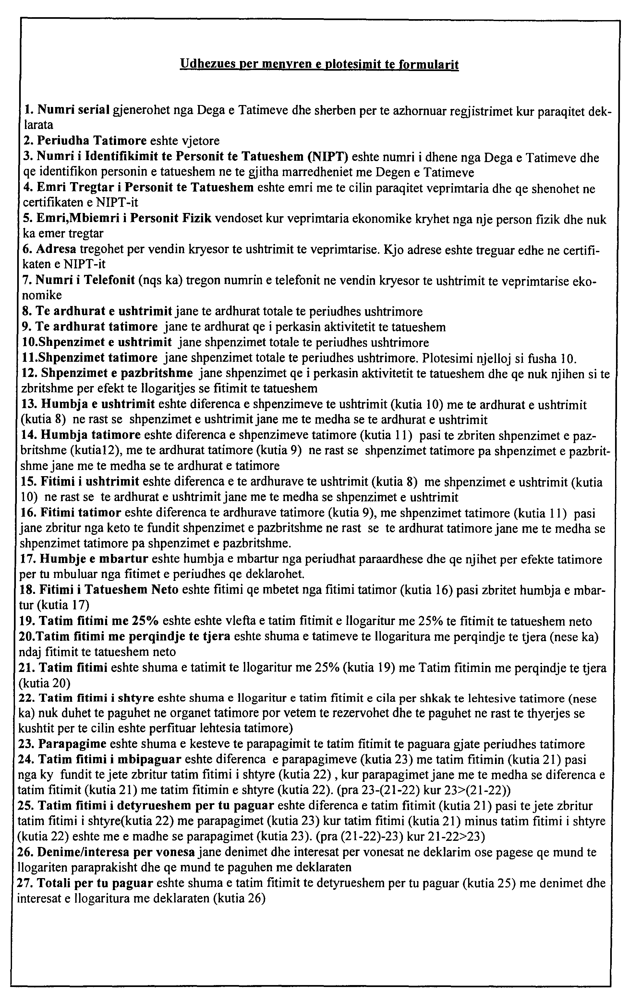 Udhezues per menyren e plotesimit te formularit
1. Numri serial gjenerohet nga Dega e Tatimeve dhe sherben per te azhornuar regjistrimet kur paraqitet dek-
larata
2. Periudha Tatimore eshte vjetore
3. Numri i Identifikimit te Personit te Tatueshem (NIPT) eshte numri i dhene nga Dega e Tatimeve dhe
qe identifikon personin e tatueshem ne te gjitha marredheniet me Degen e Tatimeve
4. Emri Tregtar i Personit te Tatueshem eshte emri me te cilin paraqitet veprimtaria dhe qe shenohet ne
certifikaten e NIPT-it
5. Emri,Mbiemri i Personit Fizik vendoset kur veprimtaria ekonomike kryhet nga nje person fizik dhe nuk
ka emer tregtar
6. Adresa tregohet per vendin kryesor te ushtrimit te veprimtarise. Kjo adrese eshte treguar edhe ne certifi-
katen e NIPT-it
7. Numri i Telefonit (nqs ka) tregon numrin e telefonit ne vendin kryesor te ushtrimit te veprimtarise eko-
nomike
8. Te ardhurat e ushtrimit jane te ardhurat totale te periudhes ushtrimore
9. Te ardhurat tatimore jane te ardhurat qe i perkasin aktivitetit te tatueshem
10.Shpenzimet e ushtrimit jane shpenzimet totale te periudhes ushtrimore
11.Shpenzimet tatimore jane shpenzimet totale te periudhes ushtrimore. Plotesimi njelloj si fusha 10.
12. Shpenzimet e pazbritshme jane shpenzimet qe i perkasin aktivitetit te tatueshem dhe qe nuk njihen si te
zbritshme per efekt te llogaritjes se fitimit te tatueshem
13. Humbja e ushtrimit eshte diferenca e shpenzimeve te ushtrimit (kutia 10) me te ardhurat e ushtrimit
(kutia 8) ne rast se shpenzimet e ushtrimit jane me te medha se te ardhurat e ushtrimit
14. Humbja tatimore eshte diferenca e shpenzimeve tatimore (kutia 11) pasi te zbriten shpenzimet e paz-
britshme (kutia12), me te ardhurat tatimore (kutia 9) ne rast se shpenzimet tatimore pa shpenzimet e pazbrit-
shme jane me te medha se te ardhurat e tatimore
15. Fitimi i ushtrimit eshte diferenca e te ardhurave te ushtrimit (kutia 8) me shpenzimet e ushtrimit (kutia
10) ne rast se te ardhurat e ushtrimit jane me te medha se shpenzimet e ushtrimit
16. Fitimi tatimor eshte diferenca te ardhurave tatimore (kutia 9), me shpenzimet tatimore (kutia 11) pasi
jane zbritur nga keto te fundit shpenzimet e pazbritshme ne rast se te ardhurat tatimore jane me te medha se
shpenzimet tatimore pa shpenzimet e pazbritshme.
17. Humbje e mbartur eshte humbja e mbartur nga periudhat paraardhese dhe qe njihet per efekte tatimore
per tu mbuluar nga fitimet e periudhes qe deklarohet.
18. Fitimi i Tatueshem Neto eshte fitimi qe mbetet nga fitimi tatimor (kutia 16) pasi zbritet humbja e mbar-
tur (kutia 17)
19. Tatim fitimi me 25% eshte eshte vlefta e tatim fitimit e llogaritur me 25% te fitimit te tatueshem neto
20.Tatim fitimi me perqindje te tjera eshte shuma e tatimeve te llogaritura me perqindje te tjera (nese ka)
ndaj fitimit te tatueshem neto
21. Tatim fitimi eshte shuma e tatimit te llogaritur me 25% (kutia 19) me Tatim fitimin me perqindje te tjera
(kutia 20)
22. Tatim fitimi i shtyre eshte shuma e llogaritur e tatim fitimit e cila per shkak te lehtesive tatimore (nese
ka) nuk duhet te paguhet ne organet tatimore por vetem te rezervohet dhe te paguhet ne rast te thyerjes se
kushtit per te cilin eshte perfituar lehtesia tatimore)
23. Parapagime eshte shuma e kesteve te parapagimit te tatim fitimit te paguara gjate periudhes tatimore
24. Tatim fitimi i mbipaguar eshte diferenca e parapagimeve (kutia 23) me tatim fitimin (kutia 21) pasi
nga ky fundit te jete zbritur tatim fitimi i shtyre (kutia 22) , kur parapagimet jane me te medha se diferenca e
tatim fitimit (kutia 21) me tatim fitimin e shtyre (kutia 22). (pra 23-(21-22) kur 23>(21-22))
25. Tatim fitimi i detyrueshem per tu paguar eshte diferenca e tatim fitimit (kutia 21) pasi te jete zbritur
tatim fitimi i shtyre(kutia 22) me parapagimet (kutia 23) kur tatim fitimi (kutia 21) minus tatim fitimi i shtyre
(kutia 22) eshte me e madhe se parapagimet (kutia 23). (pra (21-22)-23) kur 21-22>23)
26. Denime/interesa per vonesa jane denimet dhe interesat per vonesat ne deklarim ose pagese qe mund te
llogariten paraprakisht dhe qe mund te paguhen me deklaraten
27. Totali per tu paguar eshte shuma e tatim fitimit te detyrueshem per tu paguar (kutia 25) me denimet dhe
interesat e llogaritura me deklaraten (kutia 26)